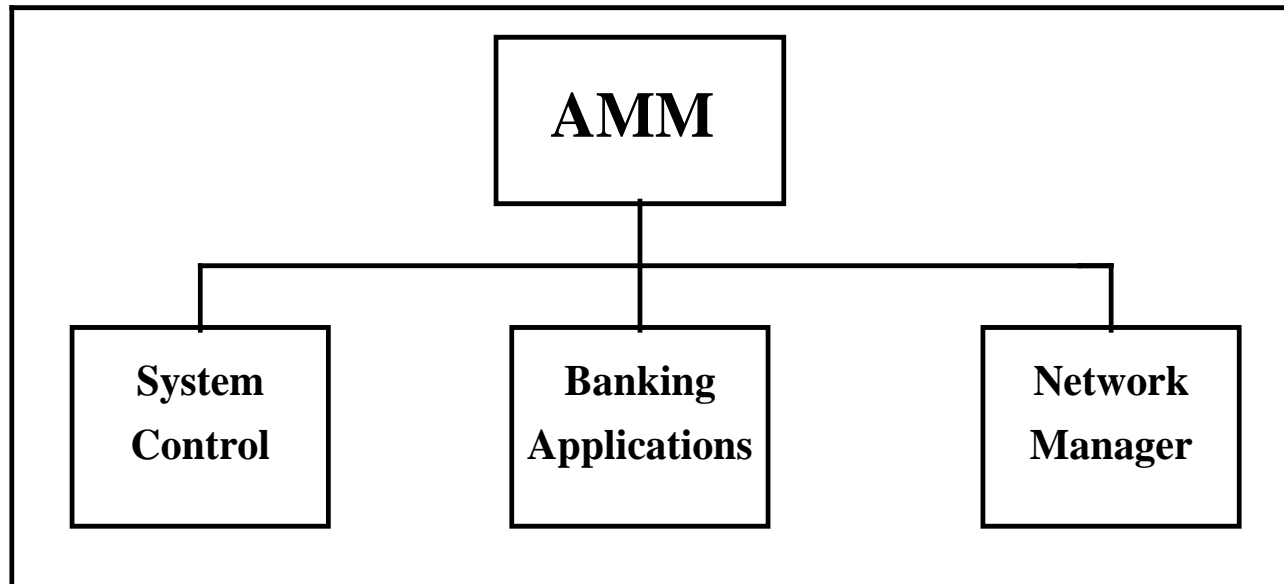 AMM
System
Control
Banking
Applications
Network
Manager